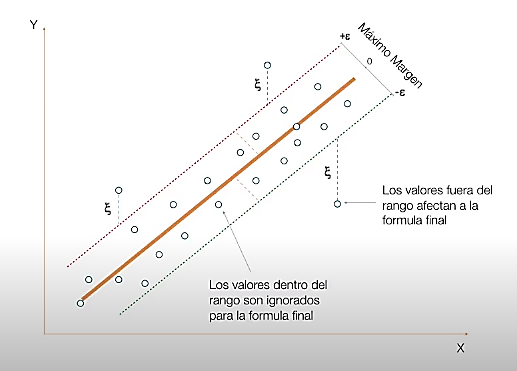 Y
+ε
Máximo Margen
0
-ε
ξ
ξ
ξ
Los valores fuera del
rango afectan a la
formula final
Los valores dentro del
rango son ignorados
para la formula final
X